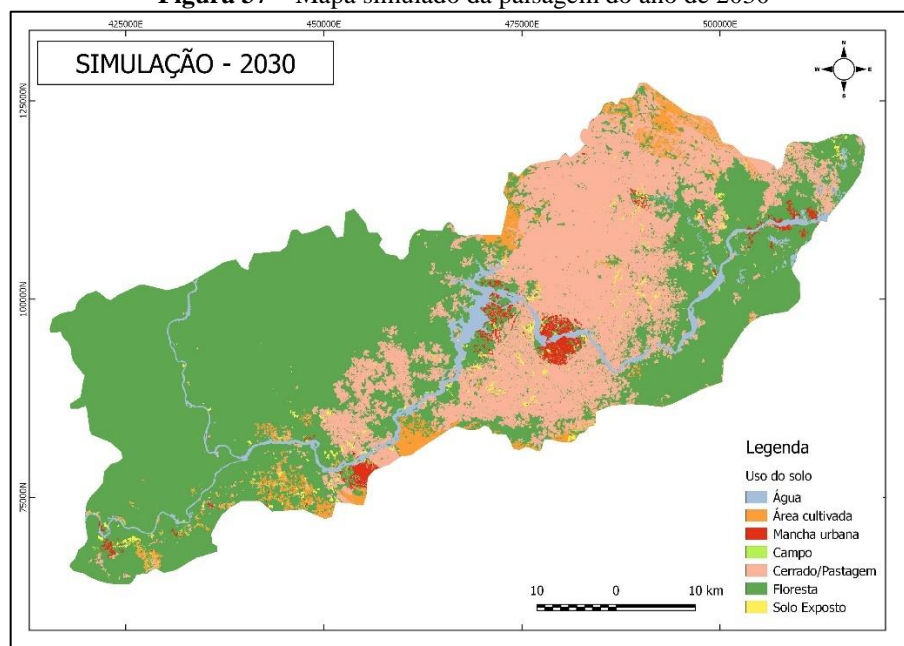 Figura 37 – Mapa simulado da paisagem do ano de 2030
425000E 450000E 475000E 500000E
SIMULAÇÃO - 2030
N
W E
S
125000N
100000N
75000N
Legenda
Uso do solo
Água
Área cultivada
Mancha urbana
Campo
Cerrado/Pastagem
Floresta
Solo Exposto
10 0 10 km